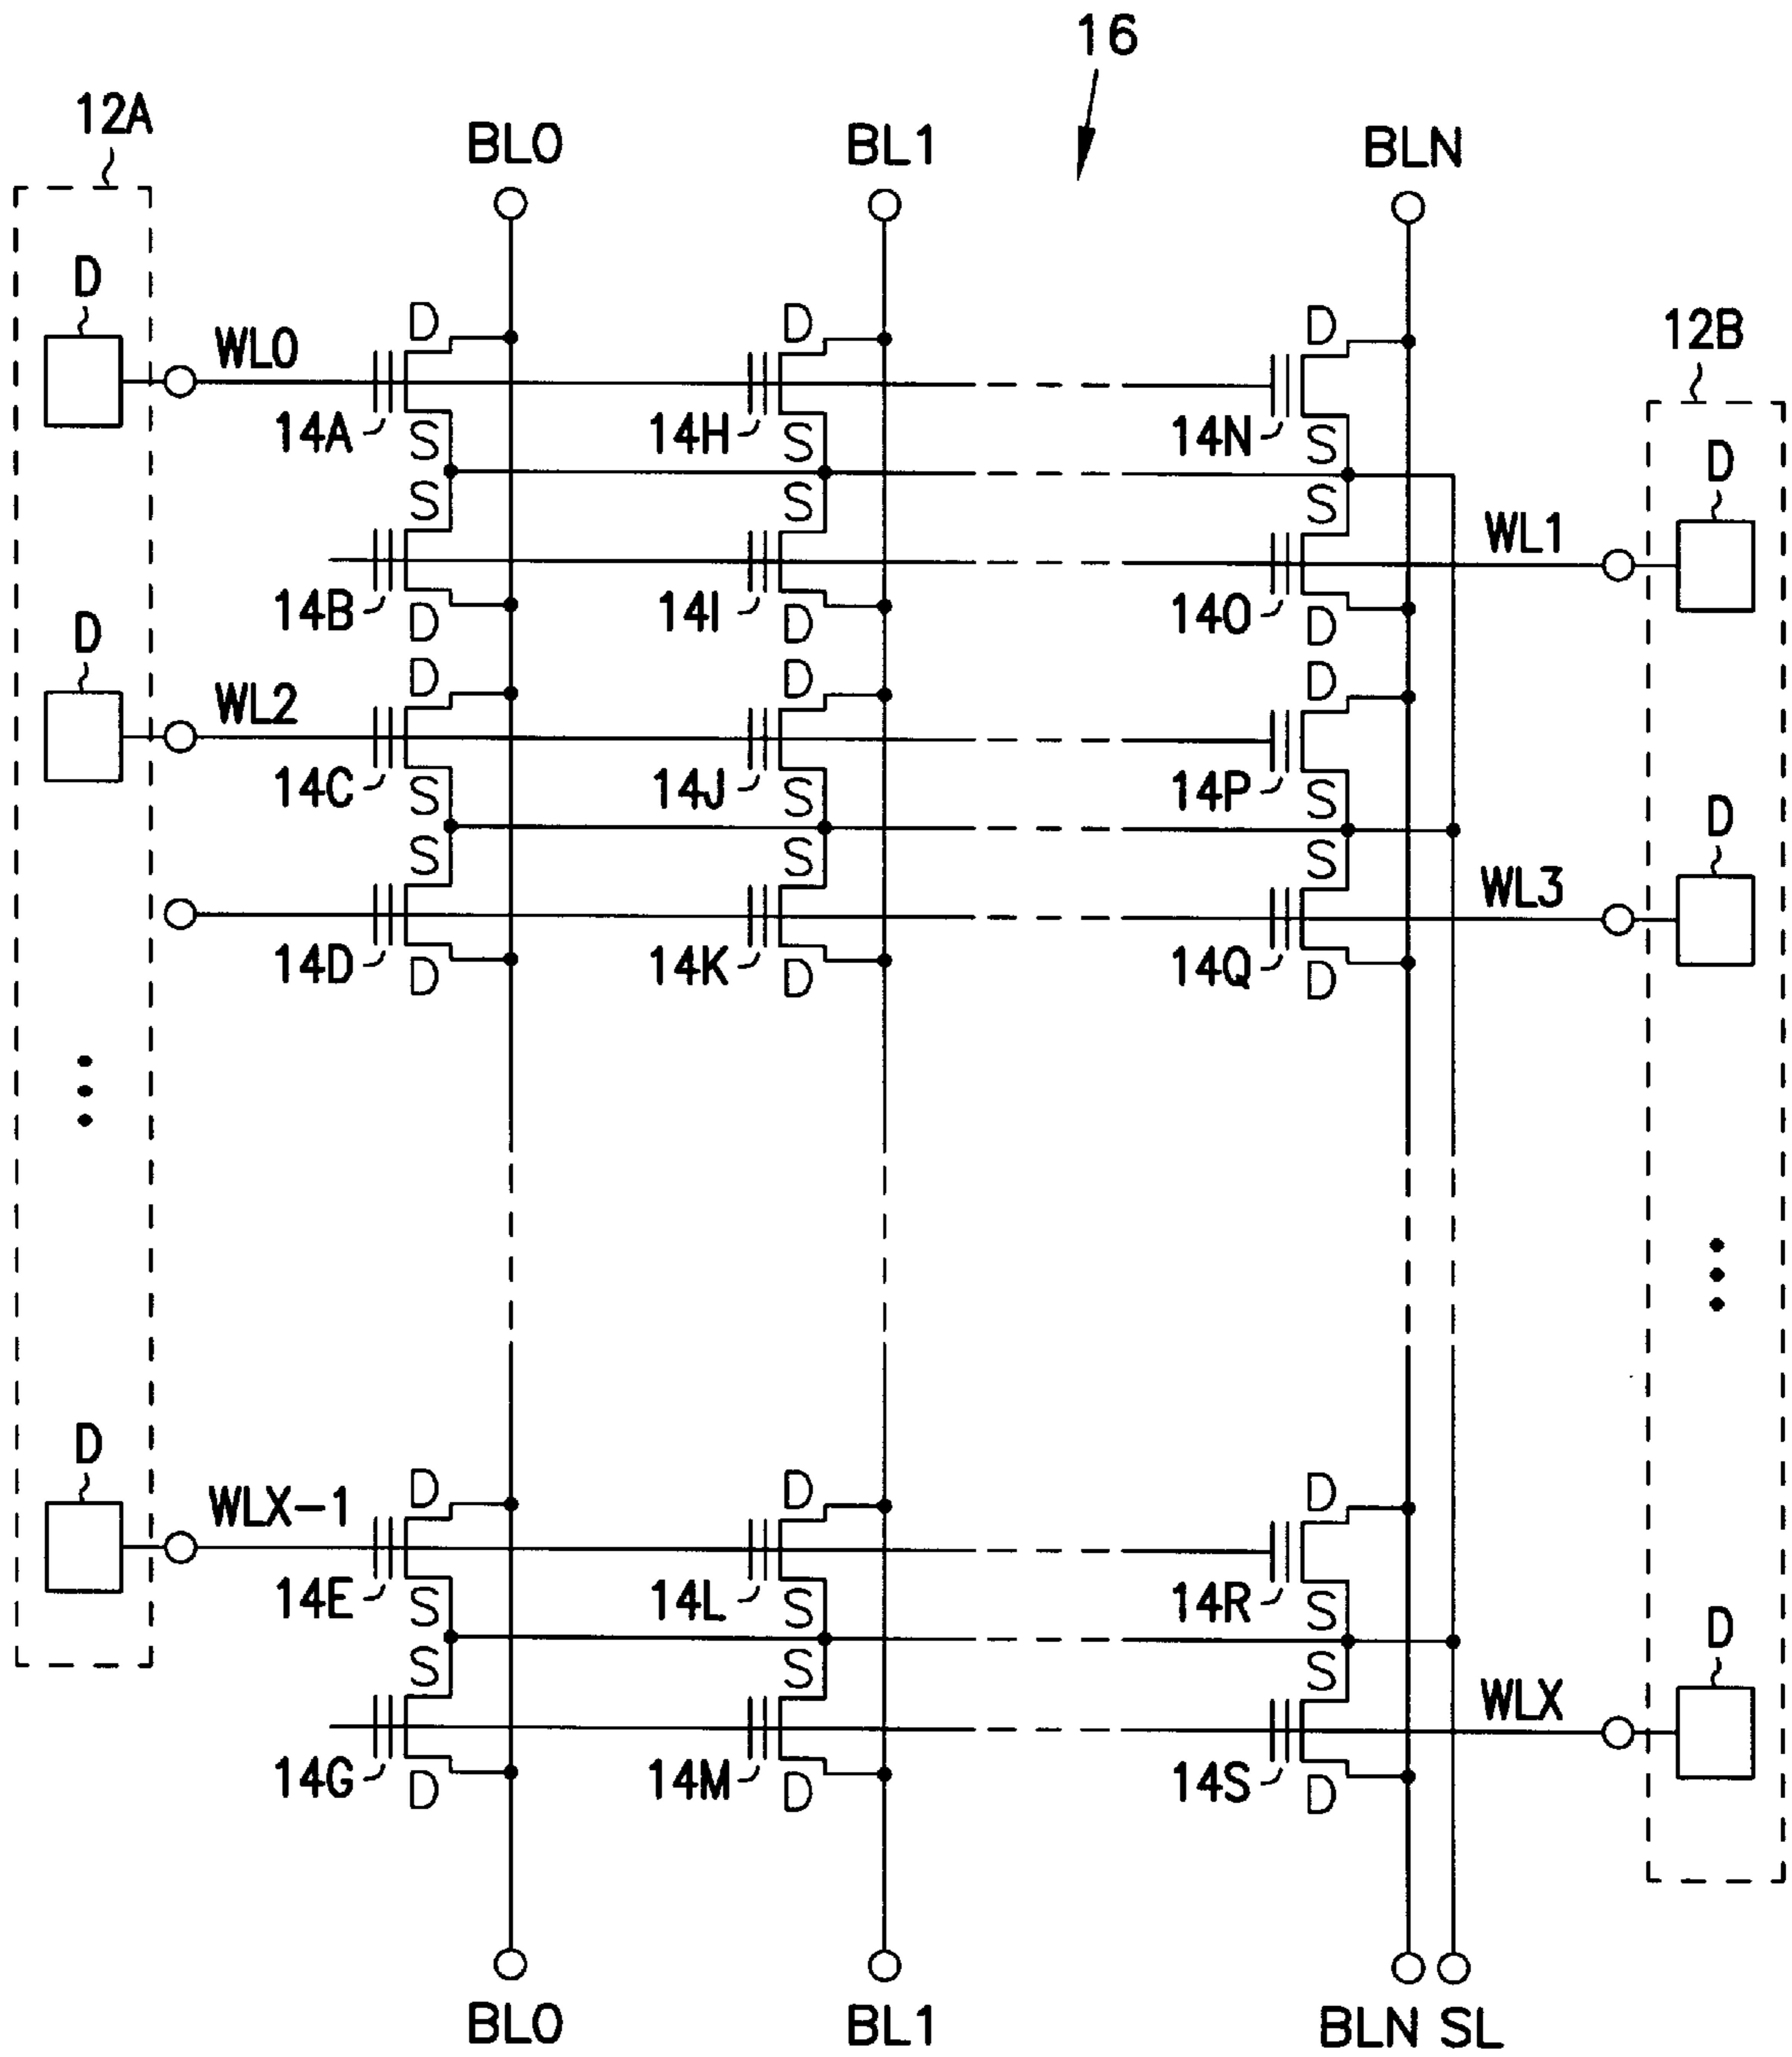 16
12A
BL0 BL1 BLN
D
D D D
WL0
12B
14A 14H 14N
S S S
D
S S S
WL1
14B 14I 14O
D D D
D
D D D
WL2
14C 14J 14P
S S S
D
S S S
WL3
14D 14K 14Q
D D D
D
D D D
WLX-1
14E 14L 14R
S S S
D
S S S
WLX
14G 14M 14S
D D D
BL0 BL1 BLN SL